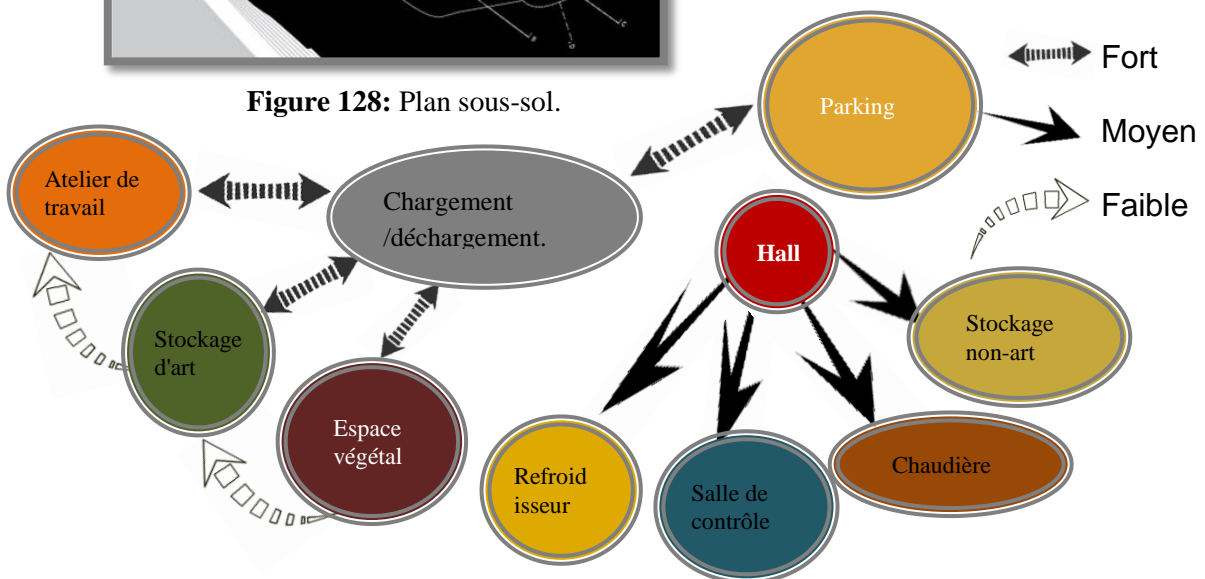 Figure 128: Plan sous-sol.
Parking
Fort
Moyen
Faible
Atelier de
travail
Chargement
/déchargement.
Hall
Stockage
d'art
Stockage
non-art
Espace
végétal
Refroid
isseur
Salle de
contrôle
Chaudière